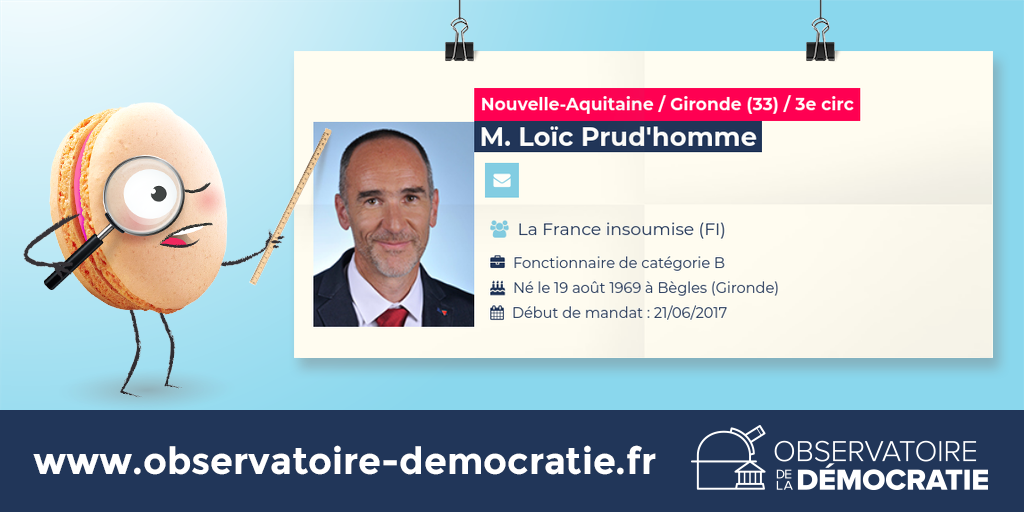 Nouvelle-Aquitaine / Gironde (33) / 3e circ
M. Loïc Prud'homme
La France insoumise (FI)
Fonctionnaire de catégorie B
Né le 19 août 1969 à Bègles (Gironde)
Début de mandat : 21/06/2017
www.observatoire-democratie.fr
OBSERVATOIRE
DE LA DÉMOCRATIE